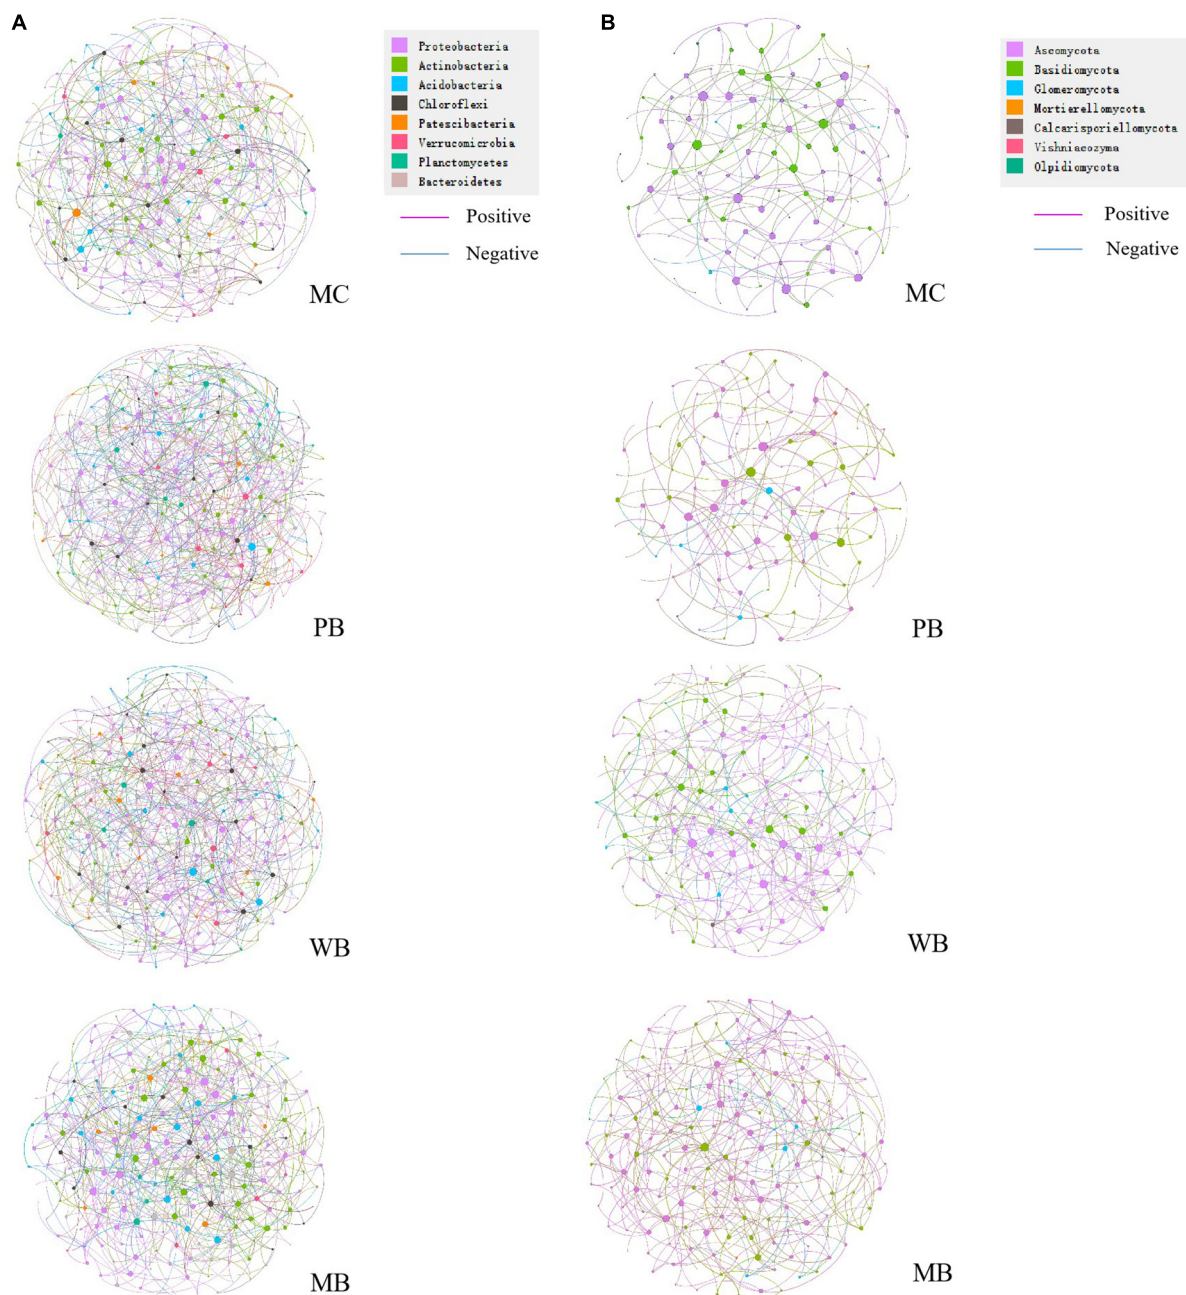 A
Proteobacteria
Actinobacteria
Acidobacteria
Chloroflexi
Patescibacteria
Verrucomicrobia
Planctomycetes
Bacteroidetes
Positive
Negative
MC
PB
WB
MB
B
Ascomycota
Basidiomycota
Glomeromycota
Mortierellomycota
Calcarisporiellomycota
Vishniacozyma
Olpidiomycota
Positive
Negative
MC
PB
WB
MB